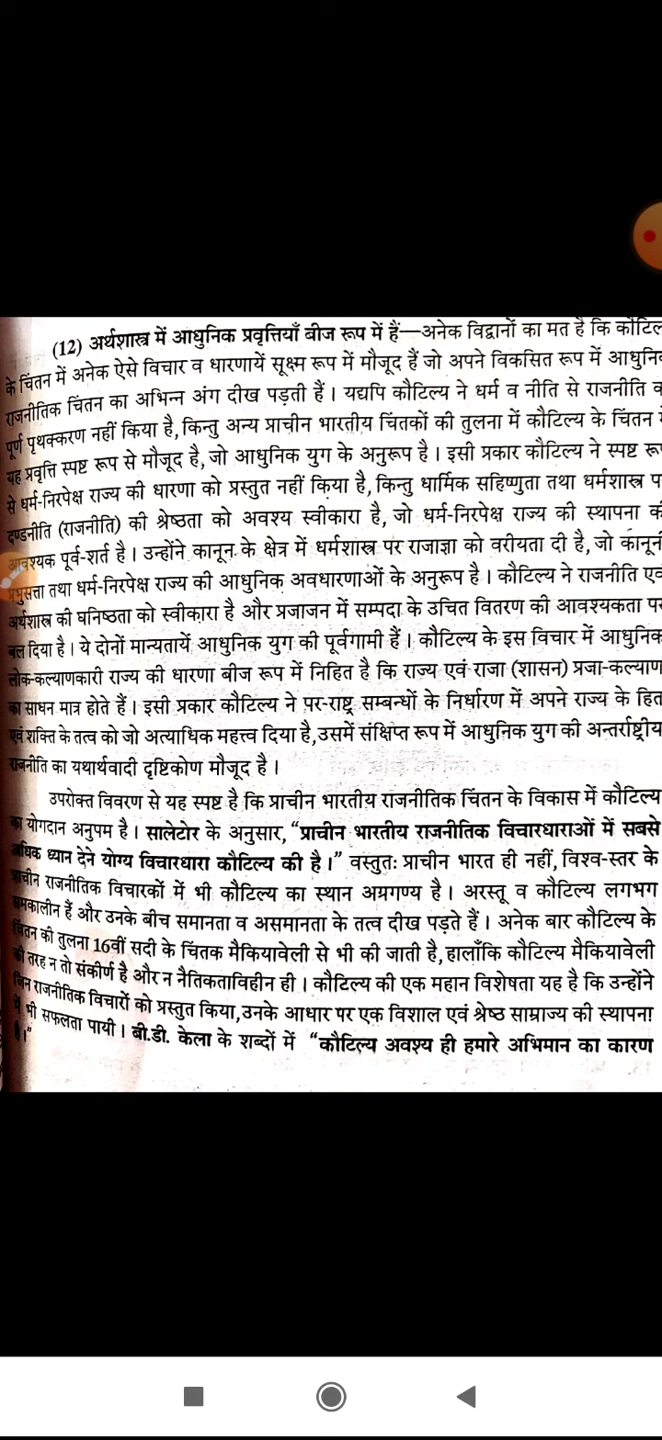 (12) अर्थशास्त्र में आधुनिक प्रवृत्तियाँ बीज रूप में हैं—अनेक विद्वानों का मत है कि कौटिल
के चिंतन में अनेक ऐसे विचार व धारणायें सूक्ष्म रूप में मौजूद हैं जो अपने विकसित रूप में आधुनि
राजनीतिक चिंतन का अभिन्न अंग दीख पड़ती हैं। यद्यपि कौटिल्य ने धर्म व नीति से राजनीति क
पूर्ण पृथक्करण नहीं किया है, किन्तु अन्य प्राचीन भारतीय चिंतकों की तुलना में कौटिल्य के चिंतन
यह प्रवृत्ति स्पष्ट रूप से मौजूद है, जो आधुनिक युग के अनुरूप है। इसी प्रकार कौटिल्य ने स्पष्ट रू
से धर्म-निरपेक्ष राज्य की धारणा को प्रस्तुत नहीं किया है, किन्तु धार्मिक सहिष्णुता तथा धर्मशास्त्र प
दण्डनीति (राजनीति) की श्रेष्ठता को अवश्य स्वीकारा है, जो धर्म-निरपेक्ष राज्य की स्थापना क
आवश्यक पूर्व-शर्त है। उन्होंने कानून के क्षेत्र में धर्मशास्त्र पर राजाज्ञा को वरीयता दी है, जो कानून
प्रभुसत्ता तथा धर्म-निरपेक्ष राज्य की आधुनिक अवधारणाओं के अनुरूप है। कौटिल्य ने राजनीति एव
अर्थशास्त्र की घनिष्ठता को स्वीकारा है और प्रजाजन में सम्पदा के उचित वितरण की आवश्यकता पर
बल दिया है। ये दोनों मान्यतायें आधुनिक युग की पूर्वगामी हैं। कौटिल्य के इस विचार में आधुनिक
लोक-कल्याणकारी राज्य की धारणा बीज रूप में निहित है कि राज्य एवं राजा (शासन) प्रजा-कल्याण
का साधन मात्र होते हैं। इसी प्रकार कौटिल्य ने पर-राष्ट्र सम्बन्धों के निर्धारण में अपने राज्य के हित
एवं शक्ति के तत्व को जो अत्याधिक महत्त्व दिया है, उसमें संक्षिप्त रूप में आधुनिक युग की अन्तर्राष्ट्रीय
राजनीति का यथार्थवादी दृष्टिकोण मौजूद है।
उपरोक्त विवरण से यह स्पष्ट है कि प्राचीन भारतीय राजनीतिक चिंतन के विकास में कौटिल्य
का योगदान अनुपम है। सालेटोर के अनुसार, “प्राचीन भारतीय राजनीतिक विचारधाराओं में सबसे
अधिक ध्यान देने योग्य विचारधारा कौटिल्य की है।” वस्तुतः प्राचीन भारत ही नहीं, विश्व-स्तर के
प्राचीन राजनीतिक विचारकों में भी कौटिल्य का स्थान अग्रगण्य है। अरस्तू व कौटिल्य लगभग
समकालीन हैं और उनके बीच समानता व असमानता के तत्व दीख पड़ते हैं। अनेक बार कौटिल्य के
चिंतन की तुलना 16वीं सदी के चिंतक मैकियावेली से भी की जाती है, हालाँकि कौटिल्य मैकियावेली
की तरह न तो संकीर्ण है और न नैतिकताविहीन ही। कौटिल्य की एक महान विशेषता यह है कि उन्होंने
जिन राजनीतिक विचारों को प्रस्तुत किया, उनके आधार पर एक विशाल एवं श्रेष्ठ साम्राज्य की स्थापना
में भी सफलता पायी। बी.डी. केला के शब्दों में “कौटिल्य अवश्य ही हमारे अभिमान का कारण
है।”